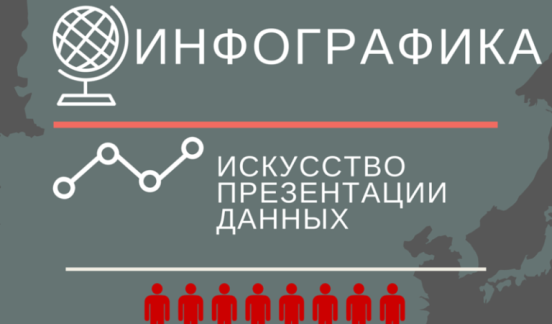 ИНФОГРАФИКА
ИСКУССТВО
ПРЕЗЕНТАЦИИ
ДАННЫХ